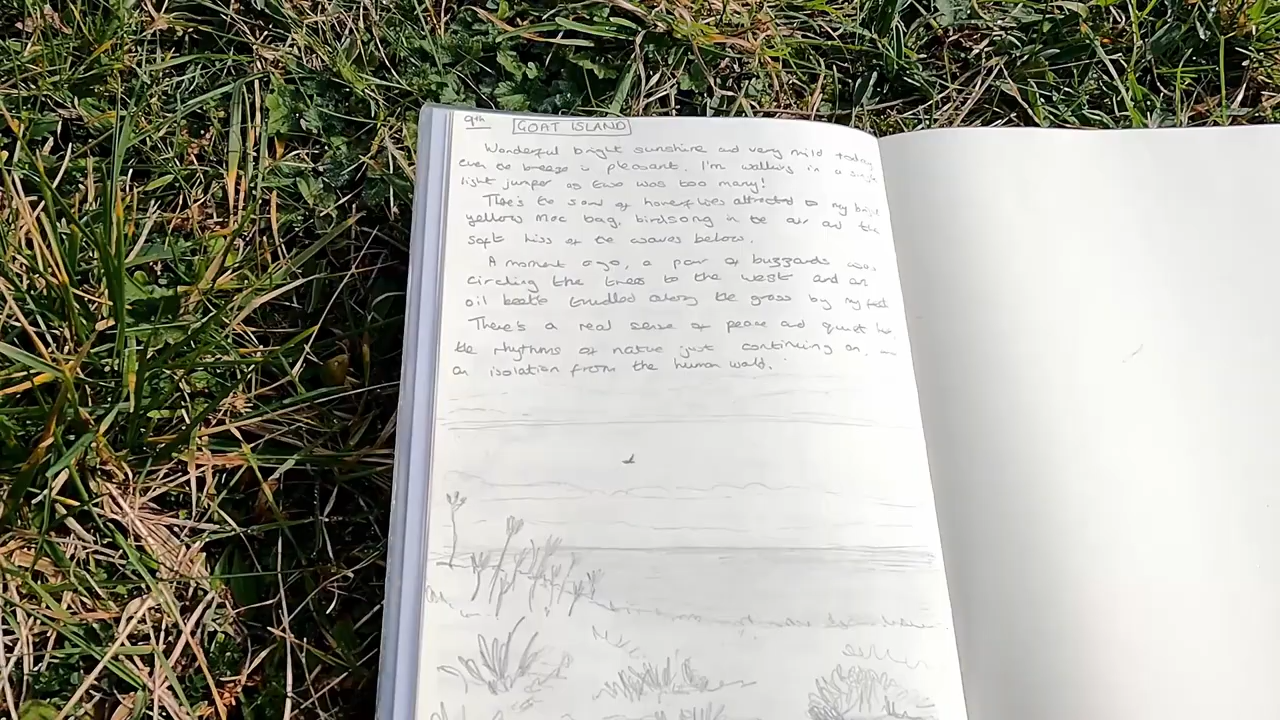 9th GOAT ISLAND
Wonderful bright sunshine and very mild today
even the breeze is pleasant. I'm walking in a single
light jumper as two was too many!
There's the sound of honey bees attracted to my bright
yellow Mac bag, birdsong in the air and the
soft hiss of the waves below.
A moment ago, a pair of buzzards was
circling the trees to the west and an
oil beetle trundled along the grass by my feet
There's a real sense of peace and quiet
the rhythms of nature just continuing on,
an isolation from the human world.